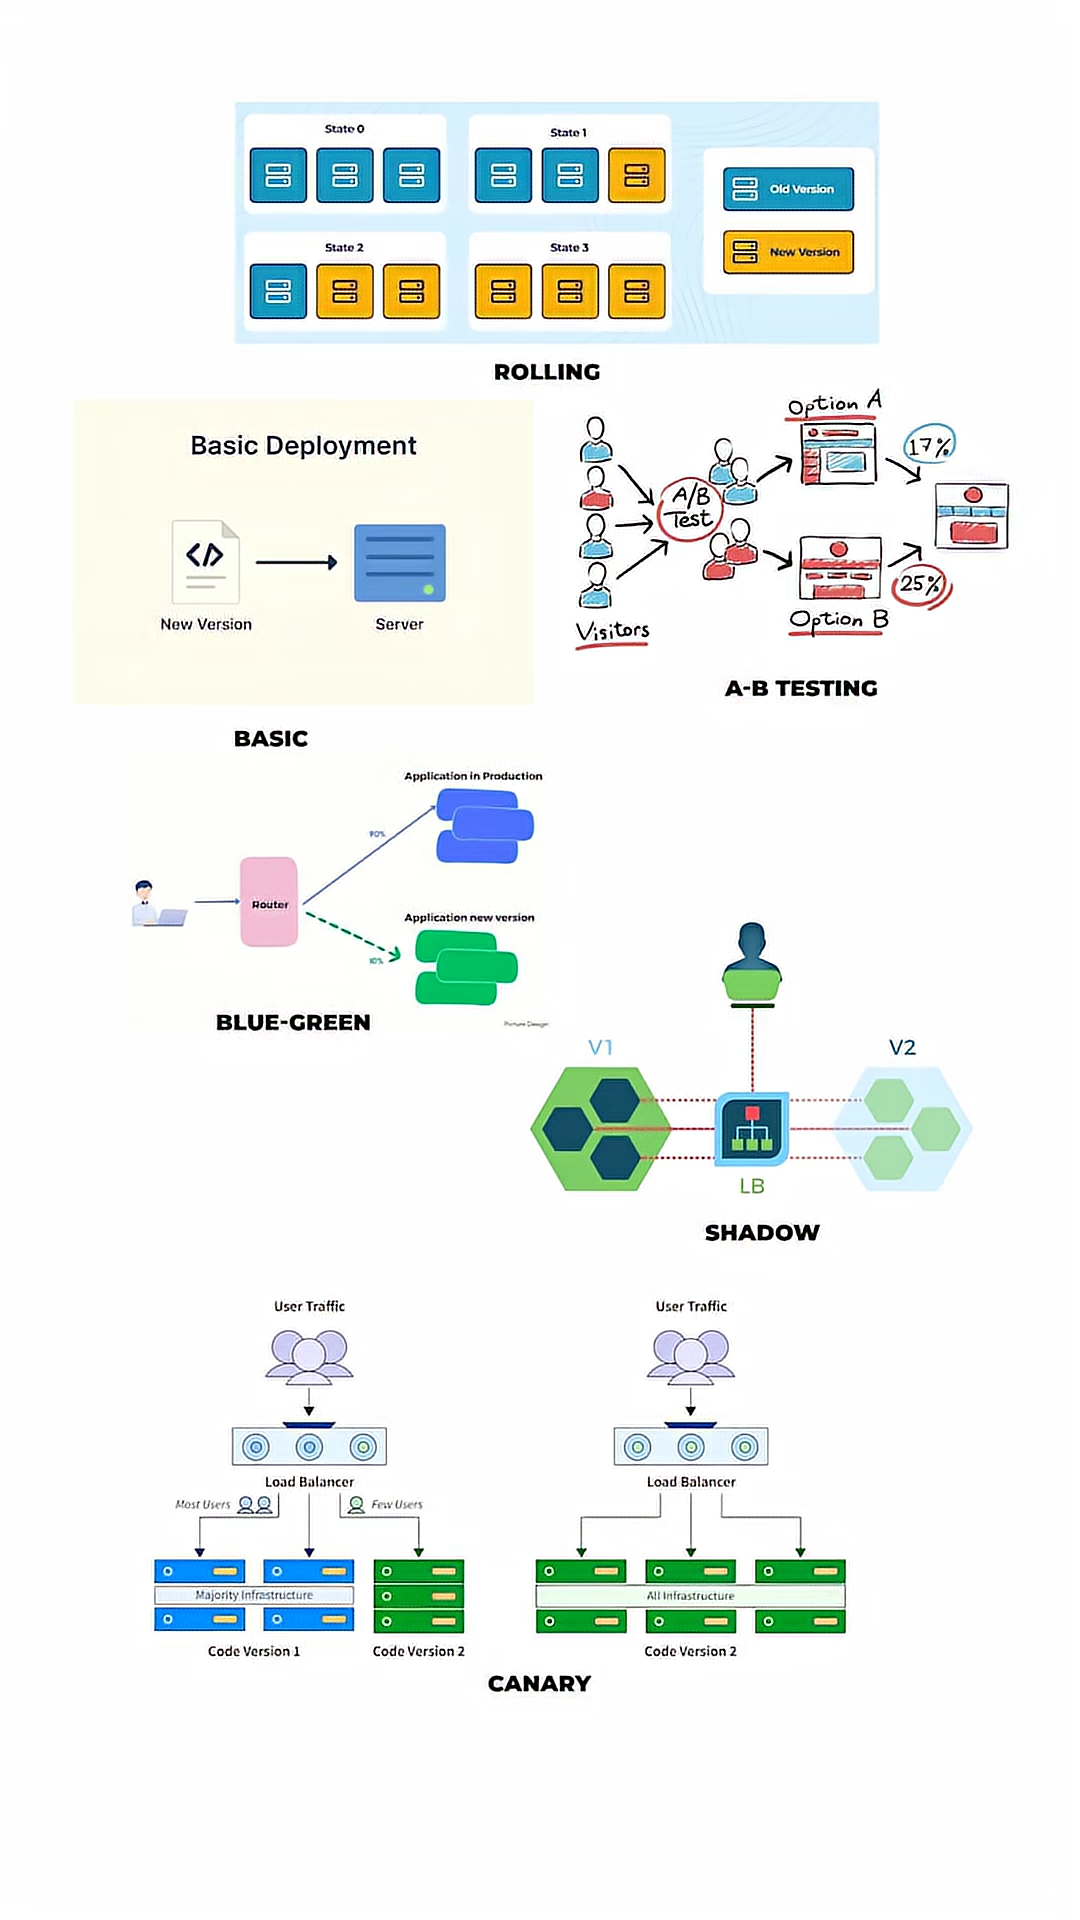 State 0
State 1
Old Version
New Version
State 2
State 3
ROLLING
Basic Deployment
New Version
Server
BASIC
Option A
17%
A/B
Test
25%
Option B
Visitors
A-B TESTING
Application in Production
90%
Router
Application new version
10%
BLUE-GREEN
Picture Design
V1
V2
LB
SHADOW
User Traffic
User Traffic
Load Balancer
Load Balancer
Most Users
Few Users
Majority Infrastructure
All Infrastructure
Code Version 1
Code Version 2
Code Version 2
CANARY